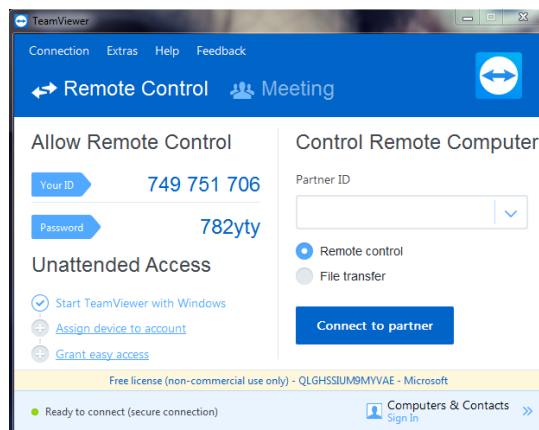 TeamViewer
Connection Extras Help Feedback
Remote Control Meeting
Allow Remote Control
Your ID 749 751 706
Password 782yty
Unattended Access
Start TeamViewer with Windows
Assign device to account
Grant easy access
Control Remote Computer
Partner ID
Remote control
File transfer
Connect to partner
Free license (non-commercial use only) - QLGHSSIUM9MYVAE - Microsoft
Ready to connect (secure connection)
Computers & Contacts
Sign In